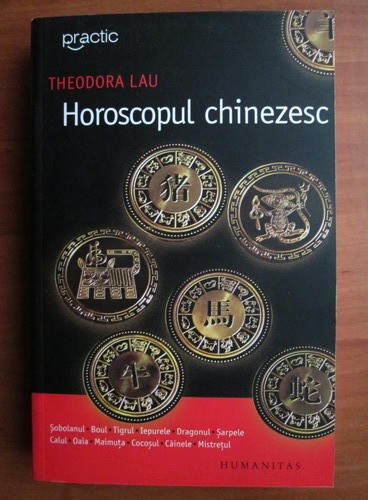 practic
THEODORA LAU
Horoscopul chinezesc
猪
馬
牛
蛇
Șobolanul • Boul • Tigrul • Iepurele • Dragonul • Șarpele
Calul • Oaia • Maimuța • Cocoșul • Câinele • Mistrețul
HUMANITAS